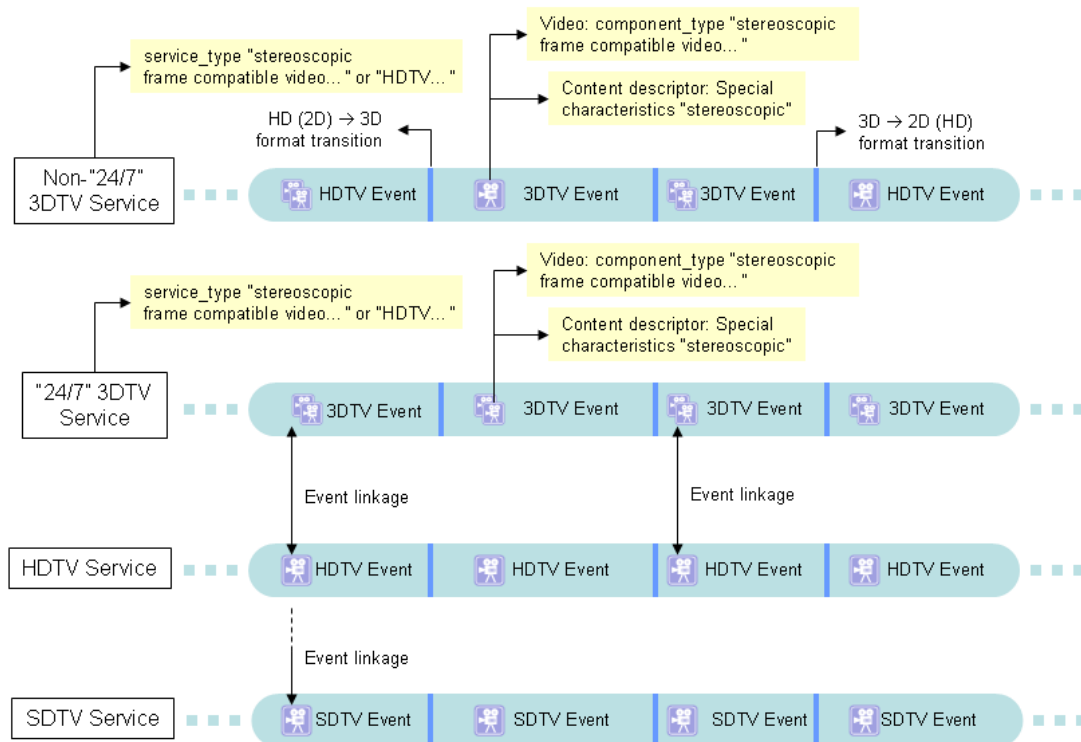 Video: component_type "stereoscopic
frame compatible video... "
service_type "stereoscopic
frame compatible video... " or "HDTV... "
Content descriptor: Special
characteristics "stereoscopic"
HD (2D) → 3D
format transition
3D → 2D (HD)
format transition
Non-"24/7"
3DTV Service
HDTV Event
3DTV Event
3DTV Event
HDTV Event
Video: component_type "stereoscopic
frame compatible video... "
service_type "stereoscopic
frame compatible video... " or "HDTV... "
Content descriptor: Special
characteristics "stereoscopic"
"24/7" 3DTV
Service
3DTV Event
3DTV Event
3DTV Event
3DTV Event
Event linkage
Event linkage
HDTV Service
HDTV Event
HDTV Event
HDTV Event
HDTV Event
Event linkage
SDTV Service
SDTV Event
SDTV Event
SDTV Event
SDTV Event